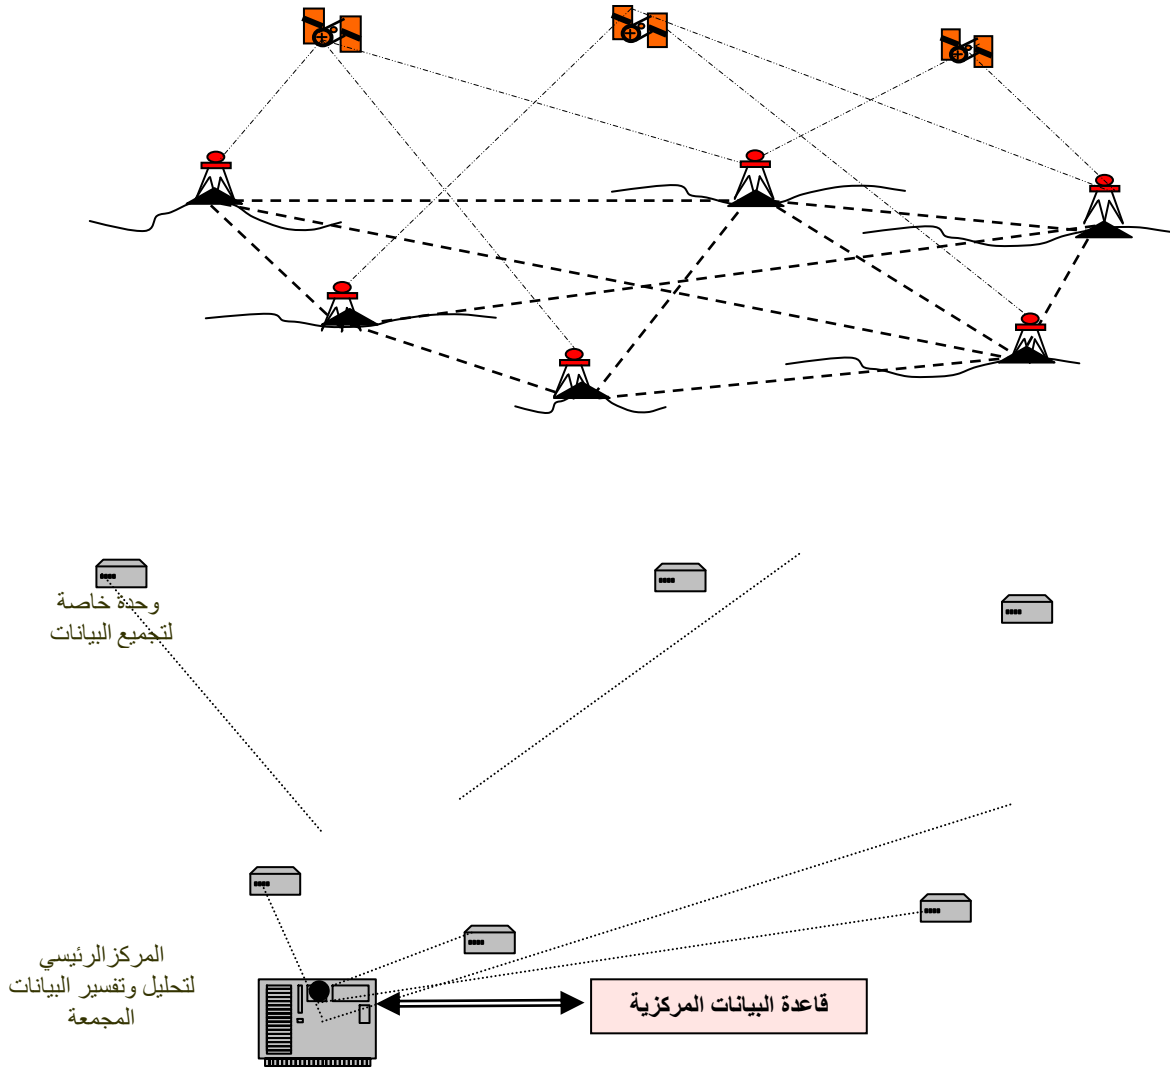 وحدة خاصة
لتجميع البيانات
المركز الرئيسي
لتحليل وتفسير البيانات
المجمعة
قاعدة البيانات المركزية